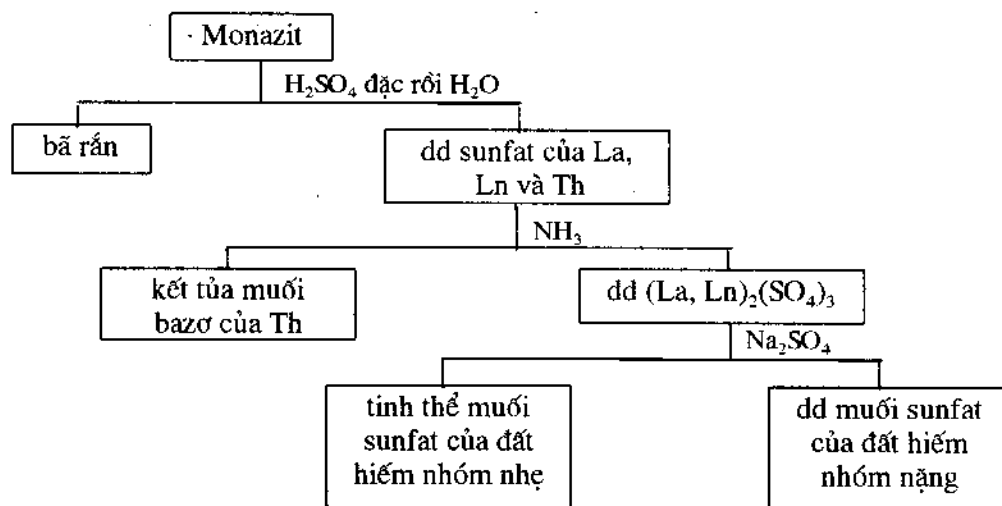 Monazit
H₂SO₄ đặc rồi H₂O
bã rắn
dd sunfat của La,
Ln và Th
NH₃
kết tủa muối
bazơ của Th
dd (La, Ln)₂(SO₄)₃
Na₂SO₄
tinh thể muối
sunfat của đất
hiếm nhóm nhẹ
dd muối sunfat
của đất hiếm
nhóm nặng